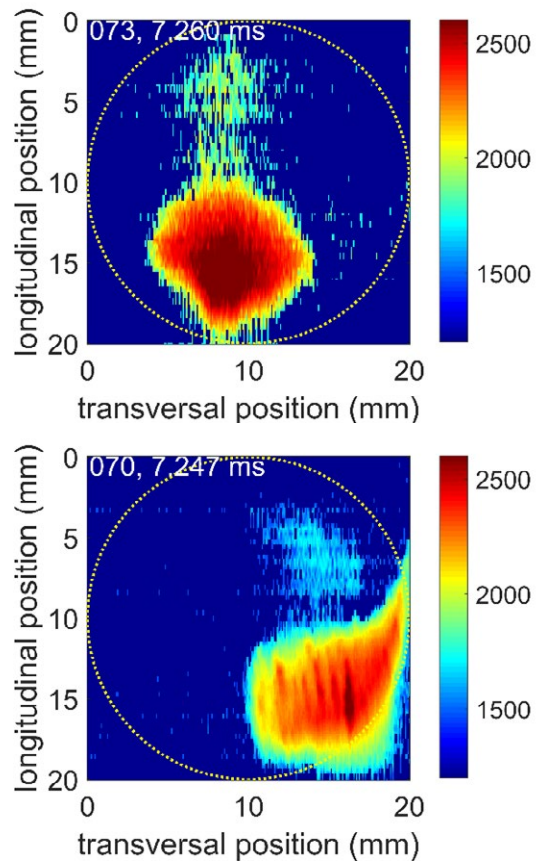 073, 7.260 ms
longitudinal position (mm)
0
5
10
15
20
0 10 20
transversal position (mm)
2500
2000
1500
070, 7.247 ms
longitudinal position (mm)
0
5
10
15
20
0 10 20
transversal position (mm)
2500
2000
1500